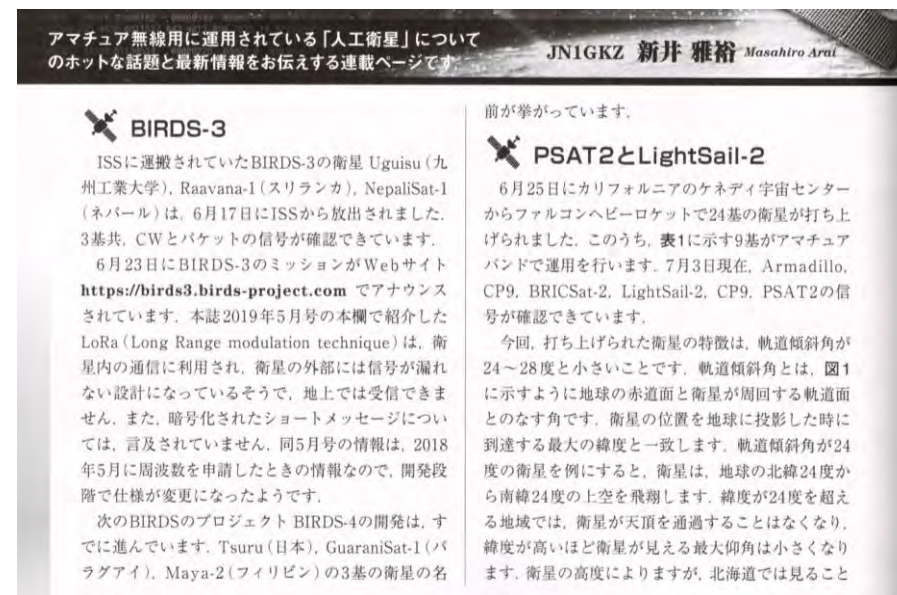 アマチュア無線用に運用されている「人工衛星」について
のホットな話題と最新情報をお伝えする連載ページです.
JN1GKZ 新井 雅裕 Masahiro Arai
BIRDS-3
ISSに運搬されていたBIRDS-3の衛星 Uguisu(九
州工業大学), Raavana-1(スリランカ), NepaliSat-1
(ネパール)は, 6月17日にISSから放出されました.
3基共, CWとパケットの信号が確認できています.
6月23日にBIRDS-3のミッションがWebサイト
https://birds3.birds-project.com でアナウンス
されています. 本誌2019年5月号の本欄で紹介した
LoRa(Long Range modulation technique)は, 衛
星内の通信に利用され, 衛星の外部には信号が漏れ
ない設計になっているそうで, 地上では受信できま
せん. また, 暗号化されたショートメッセージについ
ては, 言及されていません. 同5月号の情報は, 2018
年5月に周波数を申請したときの情報なので, 開発段
階で仕様が変更になったようです.
次のBIRDSのプロジェクト BIRDS-4の開発は, す
でに進んでいます. Tsuru(日本), GuaraniSat-1(パ
ラグアイ), Maya-2(フィリピン)の3基の衛星の名
前が挙がっています.
PSAT2とLightSail-2
6月25日にカリフォルニアのケネディ宇宙センター
からファルコンヘビーロケットで24基の衛星が打ち上
げられました. このうち, 表1に示す9基がアマチュア
バンドで運用を行います. 7月3日現在, Armadillo,
CP9, BRICSat-2, LightSail-2, CP9, PSAT2の信
号が確認できています.
今回, 打ち上げられた衛星の特徴は, 軌道傾斜角が
24～28度と小さいことです. 軌道傾斜角とは, 図1
に示すように地球の赤道面と衛星が周回する軌道面
とのなす角です. 衛星の位置を地球に投影した時に
到達する最大の緯度と一致します. 軌道傾斜角が24
度の衛星を例にすると, 衛星は, 地球の北緯24度か
ら南緯24度の上空を飛翔します. 緯度が24度を超え
る地域では, 衛星が天頂を通過することはなくなり,
緯度が高いほど衛星が見える最大仰角は小さくなり
ます. 衛星の高度によりますが, 北海道では見ること